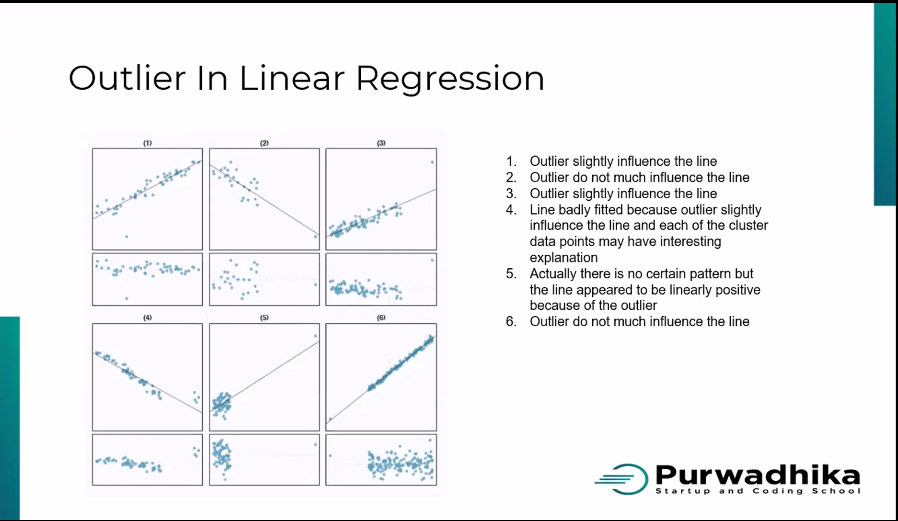 Outlier In Linear Regression
(1) (2) (3)
(4) (5) (6)
1. Outlier slightly influence the line
2. Outlier do not much influence the line
3. Outlier slightly influence the line
4. Line badly fitted because outlier slightly
influence the line and each of the cluster
data points may have interesting
explanation
5. Actually there is no certain pattern but
the line appeared to be linearly positive
because of the outlier
6. Outlier do not much influence the line
Purwadhika
Startup and Coding School